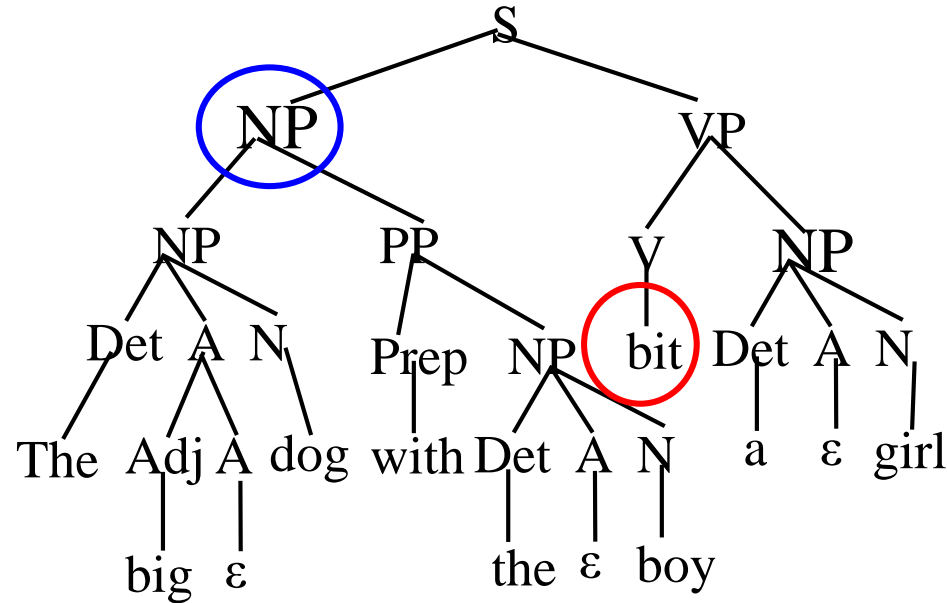 S
NP VP
NP PP V NP
Det A N Prep NP bit Det A N
The Adj A dog with Det A N a ε girl
big ε the ε boy